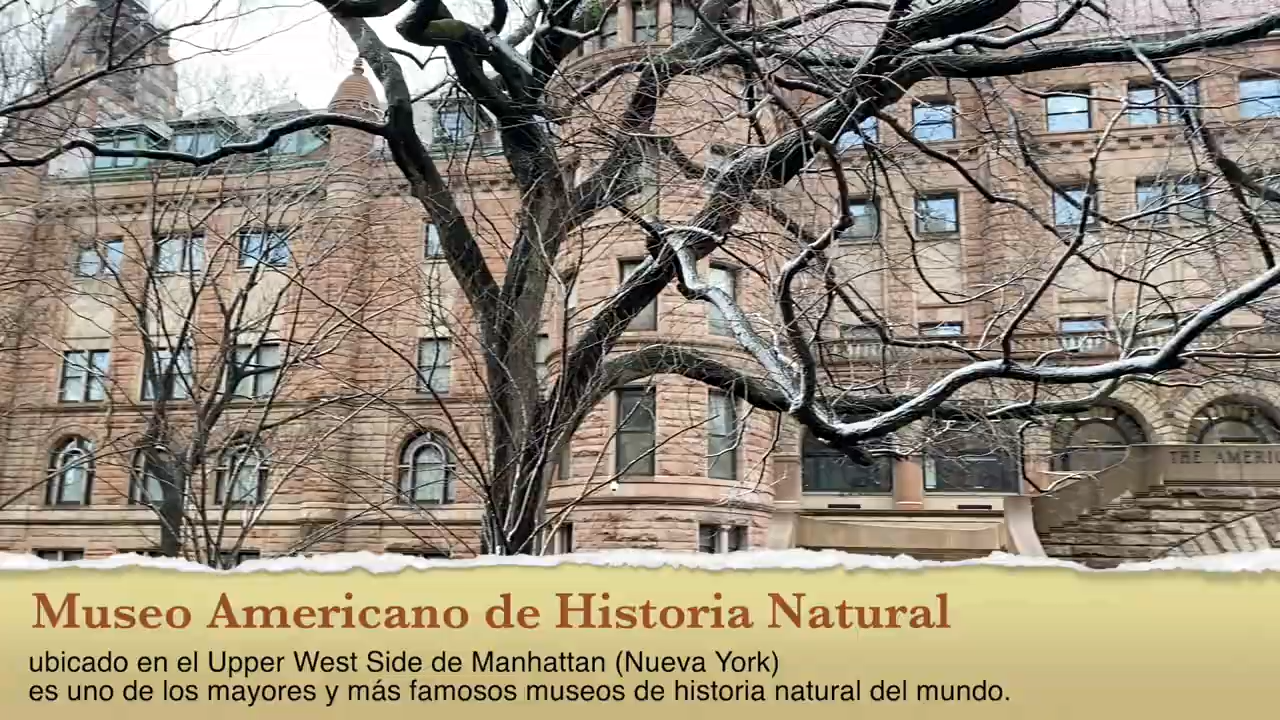 THE AMERIC
Museo Americano de Historia Natural
ubicado en el Upper West Side de Manhattan (Nueva York)
es uno de los mayores y más famosos museos de historia natural del mundo.